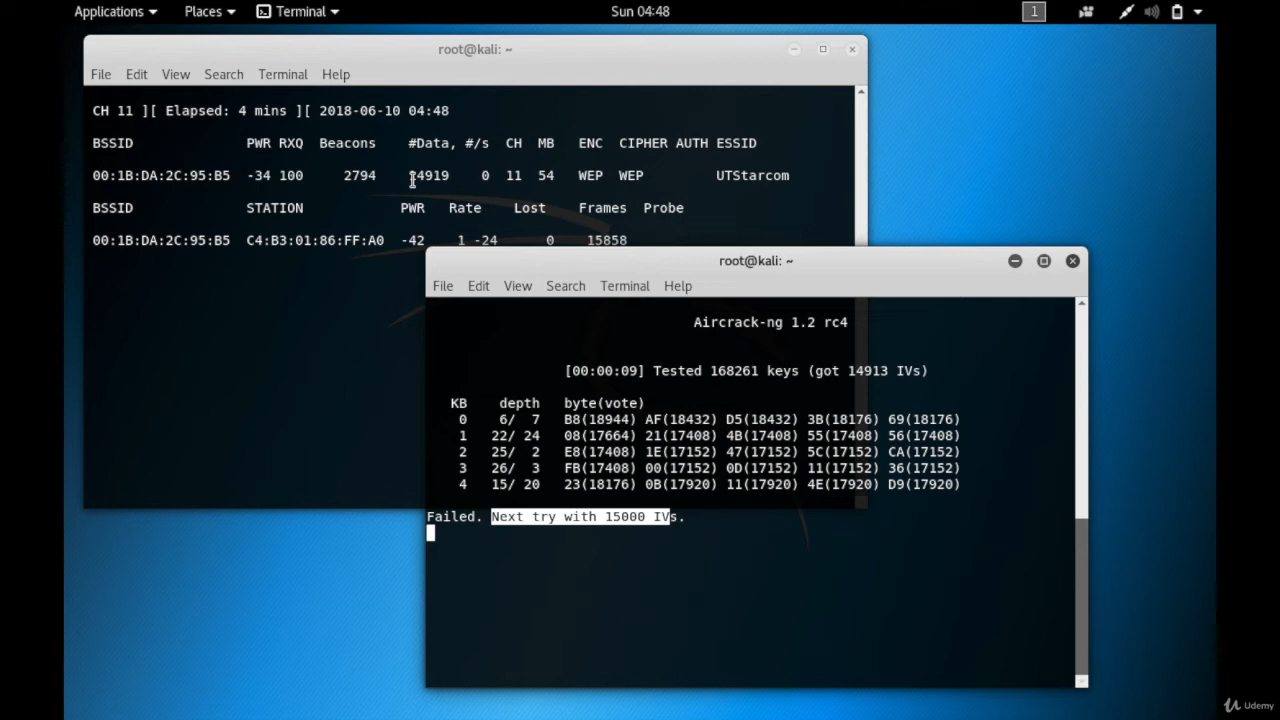 Applications Places Terminal Sun 04:48 1
root@kali: ~
File Edit View Search Terminal Help
CH 11 ][ Elapsed: 4 mins ][ 2018-06-10 04:48
BSSID PWR RXQ Beacons #Data, #/s CH MB ENC CIPHER AUTH ESSID
00:1B:DA:2C:95:B5 -34 100 2794 14919 0 11 54 WEP WEP UTStarcom
BSSID STATION PWR Rate Lost Frames Probe
00:1B:DA:2C:95:B5 C4:B3:01:86:FF:A0 -42 1 -24 0 15858
root@kali: ~
File Edit View Search Terminal Help
Aircrack-ng 1.2 rc4
[00:00:09] Tested 168261 keys (got 14913 IVs)
KB depth byte(vote)
0 6/ 7 B8(18944) AF(18432) D5(18432) 3B(18176) 69(18176)
1 22/ 24 08(17664) 21(17408) 4B(17408) 55(17408) 56(17408)
2 25/ 2 E8(17408) 1E(17152) 47(17152) 5C(17152) CA(17152)
3 26/ 3 FB(17408) 00(17152) 0D(17152) 11(17152) 36(17152)
4 15/ 20 23(18176) 0B(17920) 11(17920) 4E(17920) D9(17920)
Failed. Next try with 15000 IVs.
Udemy